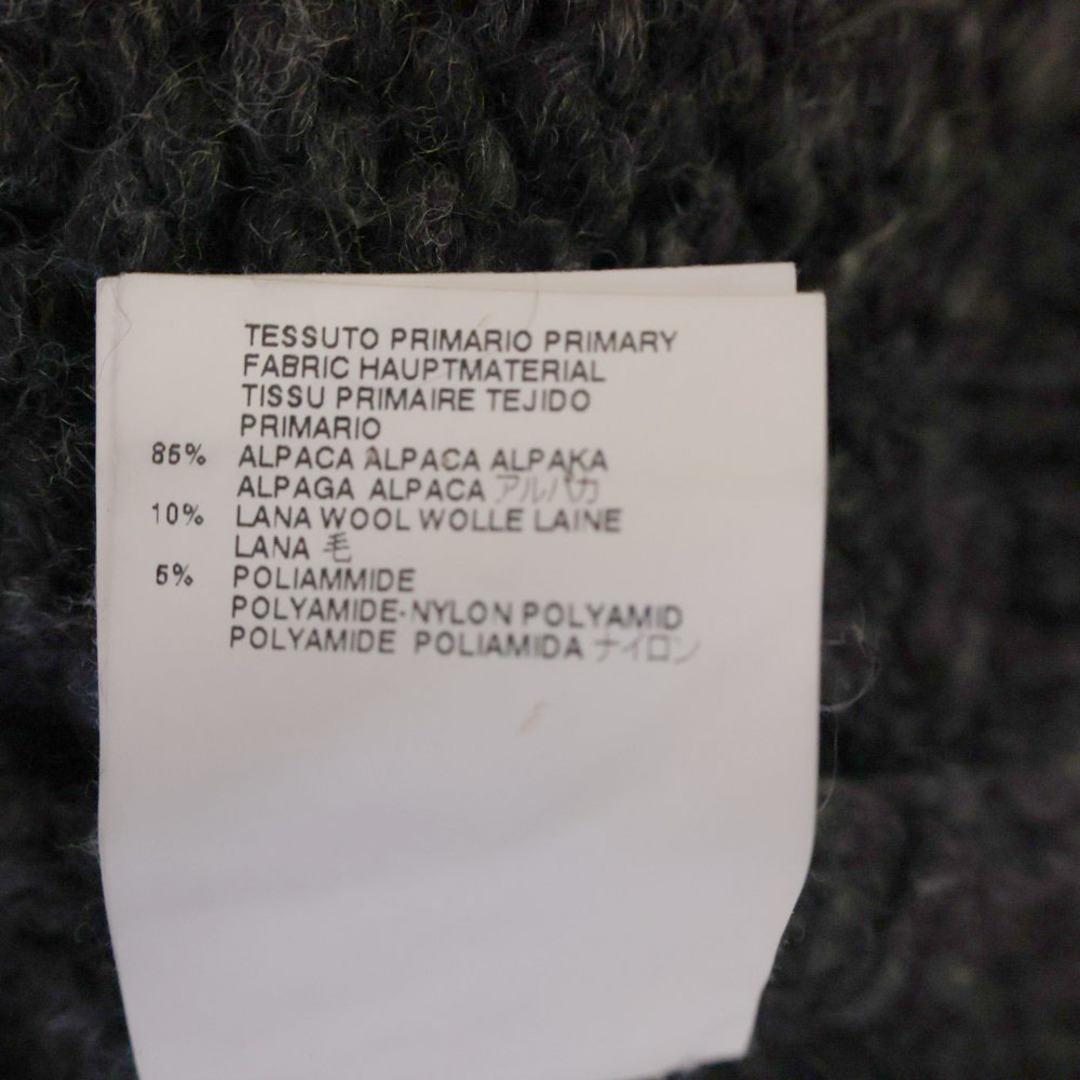 TESSUTO PRIMARIO PRIMARY
FABRIC HAUPTMATERIAL
TISSU PRIMAIRE TEJIDO
PRIMARIO
85% ALPACA ALPACA ALPAKA
ALPAGA ALPACA アルパカ
10% LANA WOOL WOLLE LAINE
LANA 毛
5% POLIAMMIDE
POLYAMIDE-NYLON POLYAMID
POLYAMIDE POLIAMIDA ナイロン